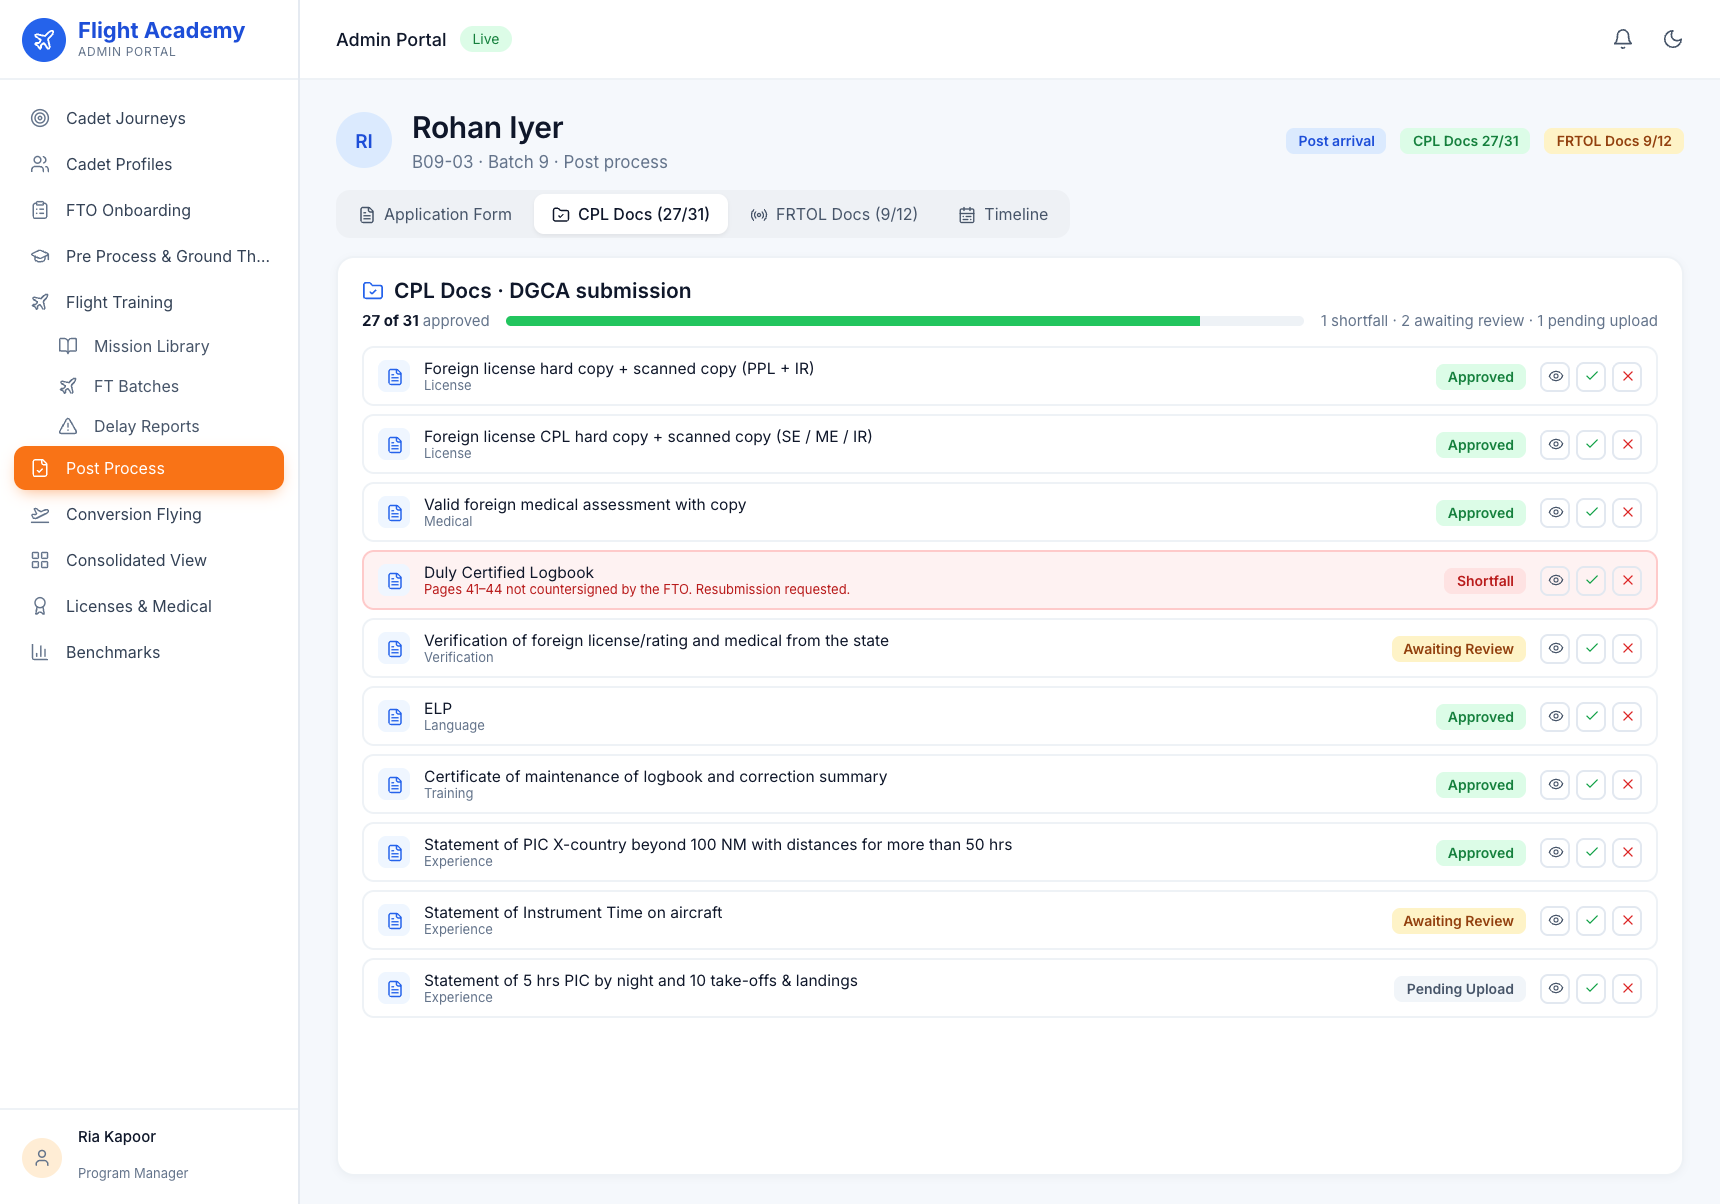 Flight Academy
ADMIN PORTAL
Cadet Journeys
Cadet Profiles
FTO Onboarding
Pre Process & Ground Th...
Flight Training
Mission Library
FT Batches
Delay Reports
Post Process
Conversion Flying
Consolidated View
Licenses & Medical
Benchmarks
Ria Kapoor
Program Manager
Admin Portal
Live
RI
Rohan Iyer
B09-03 · Batch 9 · Post process
Post arrival
CPL Docs 27/31
FRTOL Docs 9/12
Application Form
CPL Docs (27/31)
FRTOL Docs (9/12)
Timeline
CPL Docs · DGCA submission
27 of 31 approved
1 shortfall · 2 awaiting review · 1 pending upload
Foreign license hard copy + scanned copy (PPL + IR)
License
Approved
Foreign license CPL hard copy + scanned copy (SE / ME / IR)
License
Approved
Valid foreign medical assessment with copy
Medical
Approved
Duly Certified Logbook
Pages 41–44 not countersigned by the FTO. Resubmission requested.
Shortfall
Verification of foreign license/rating and medical from the state
Verification
Awaiting Review
ELP
Language
Approved
Certificate of maintenance of logbook and correction summary
Training
Approved
Statement of PIC X-country beyond 100 NM with distances for more than 50 hrs
Experience
Approved
Statement of Instrument Time on aircraft
Experience
Awaiting Review
Statement of 5 hrs PIC by night and 10 take-offs & landings
Experience
Pending Upload